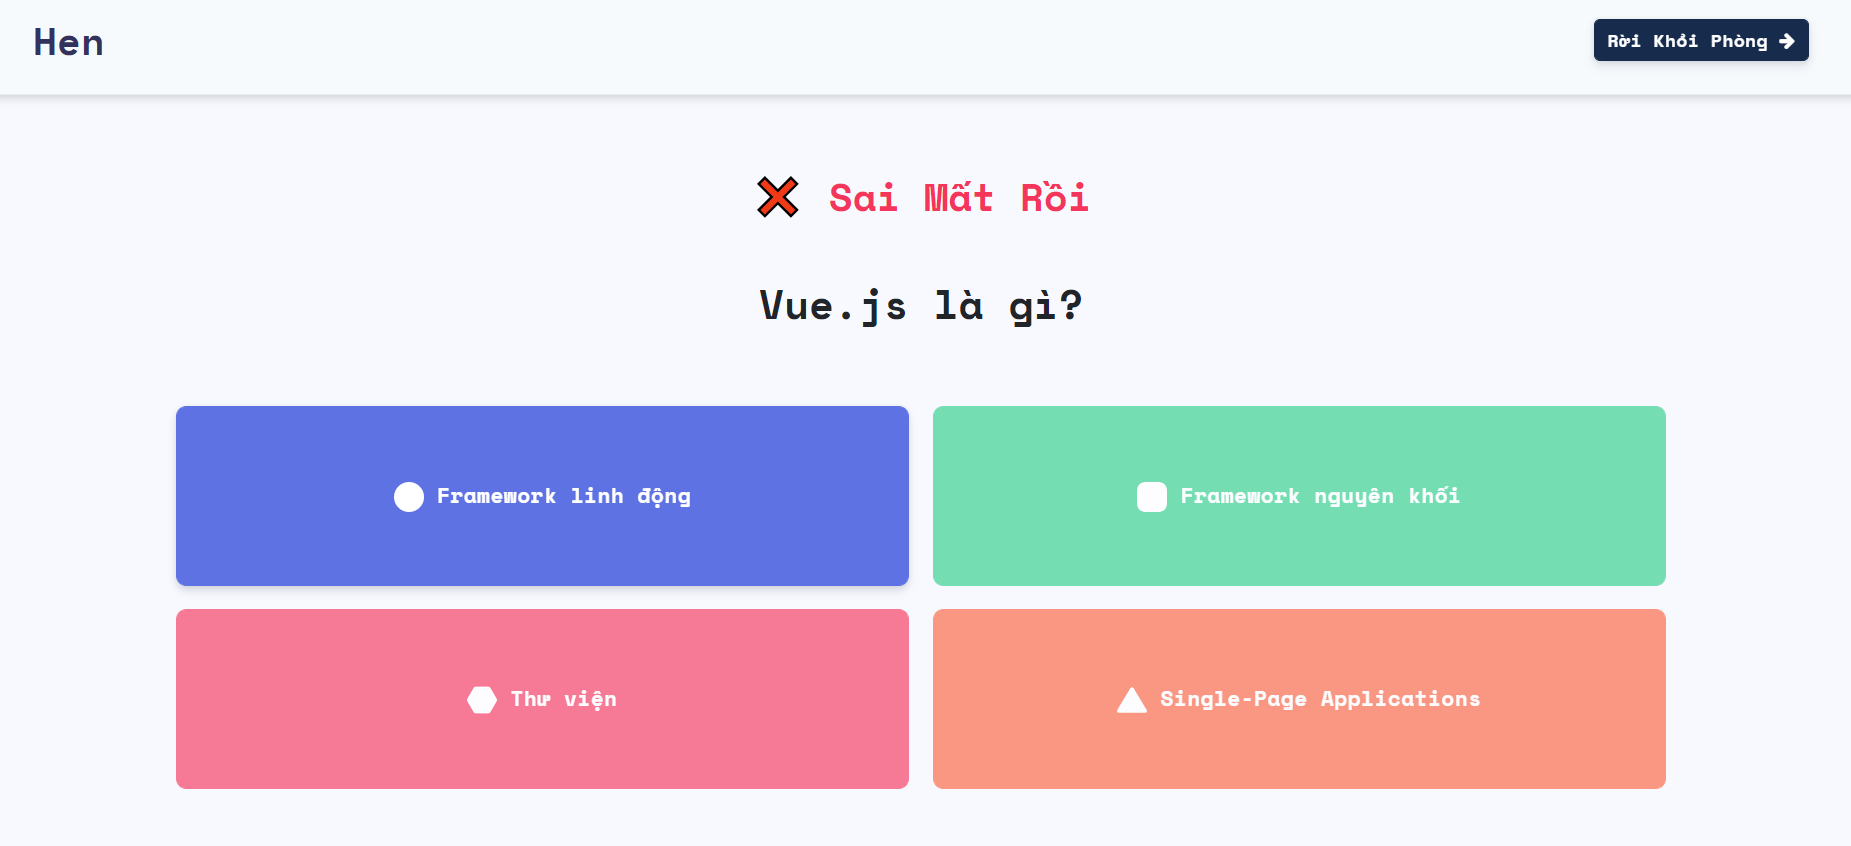 Hen
Rời Khỏi Phòng
Sai Mất Rồi
Vue.js là gì?
Framework linh động
Framework nguyên khối
Thư viện
Single-Page Applications